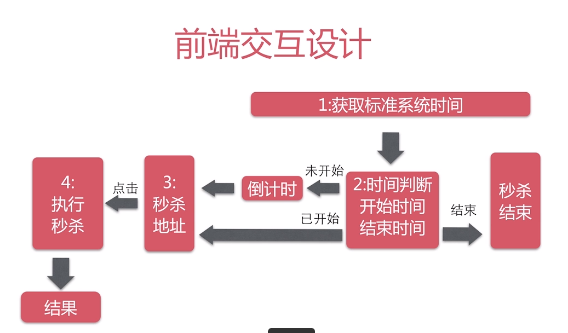 前端交互设计
1:获取标准系统时间
4:
执行
秒杀
点击
3:
秒杀
地址
倒计时
未开始
已开始
2:时间判断
开始时间
结束时间
结束
秒杀
结束
结果